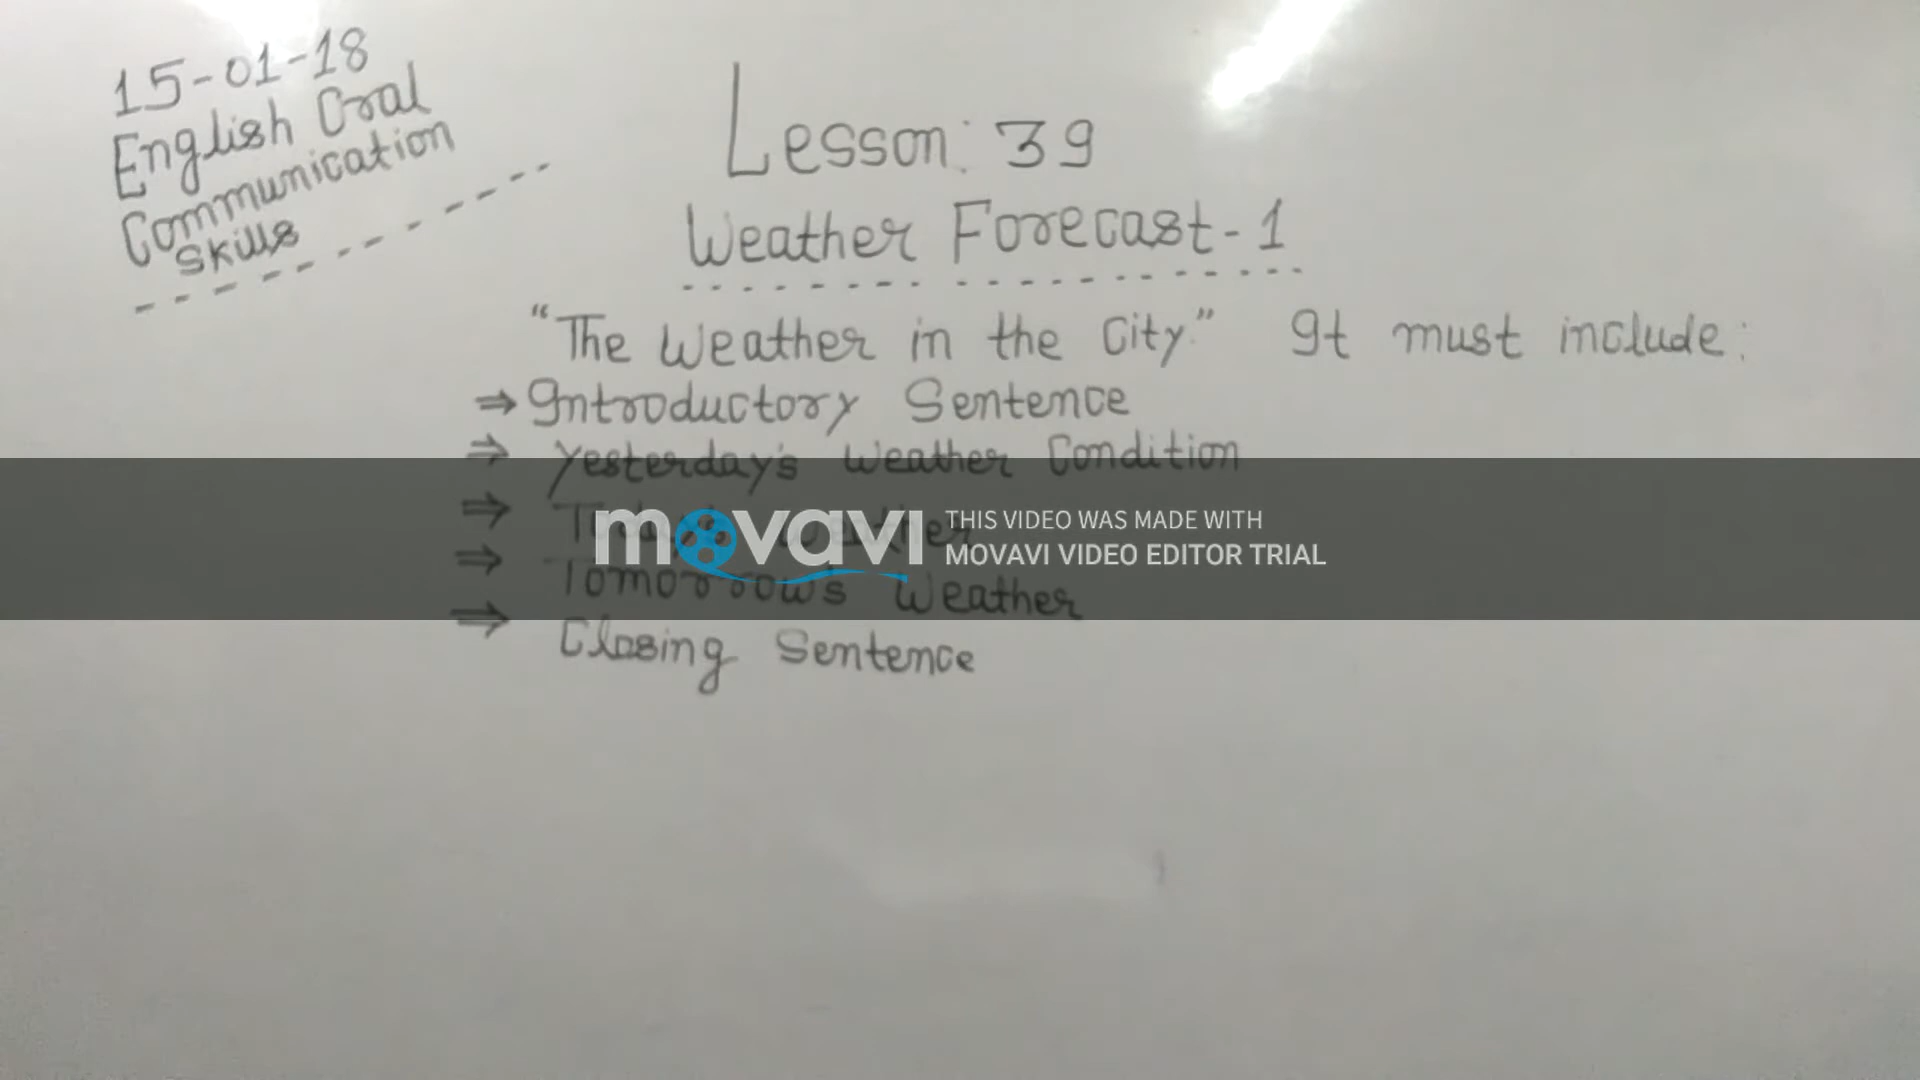 15-01-18
English Oral
Communication
Skills
Lesson: 39
Weather Forecast-1
"The Weather in the City." It must include:
⇒ Introductory Sentence
⇒ Yesterday's Weather Condition
⇒ Today's Weather
⇒ Tomorrow's Weather
⇒ Closing Sentence
movavi
THIS VIDEO WAS MADE WITH
MOVAVI VIDEO EDITOR TRIAL